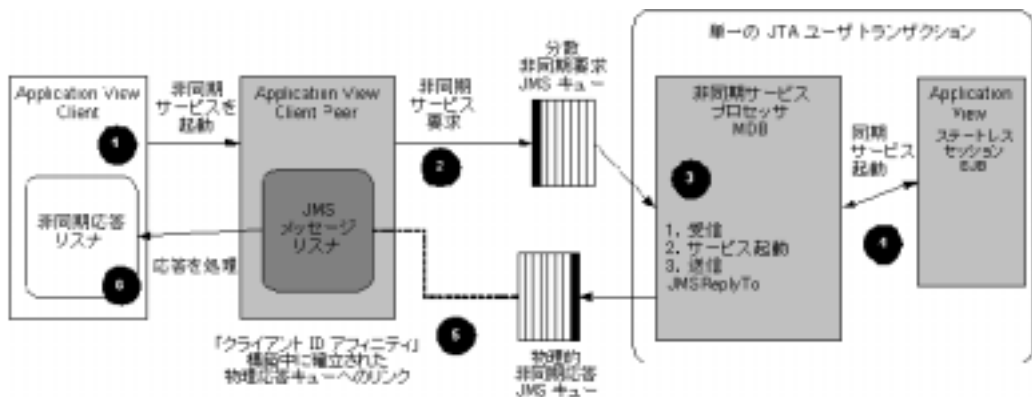 単一の JTA ユーザ トランザクション
Application View
Client
非同期
サービスを
起動
1
非同期応答
リスナ
6
応答を処理
Application View
Client Peer
JMS
メッセージ
リスナ
「クライアント ID アフィニティ」
構築中に確立された
物理応答キューへのリンク
非同期
サービス
要求
2
分散
非同期要求
JMS キュー
5
物理的
非同期応答
JMS キュー
非同期サービス
プロセッサ
MDB
3
1. 受信
2. サービス起動
3. 送信
JMSReplyTo
同期
サービス
起動
4
Application
View
ステートレス
セッション
EJB